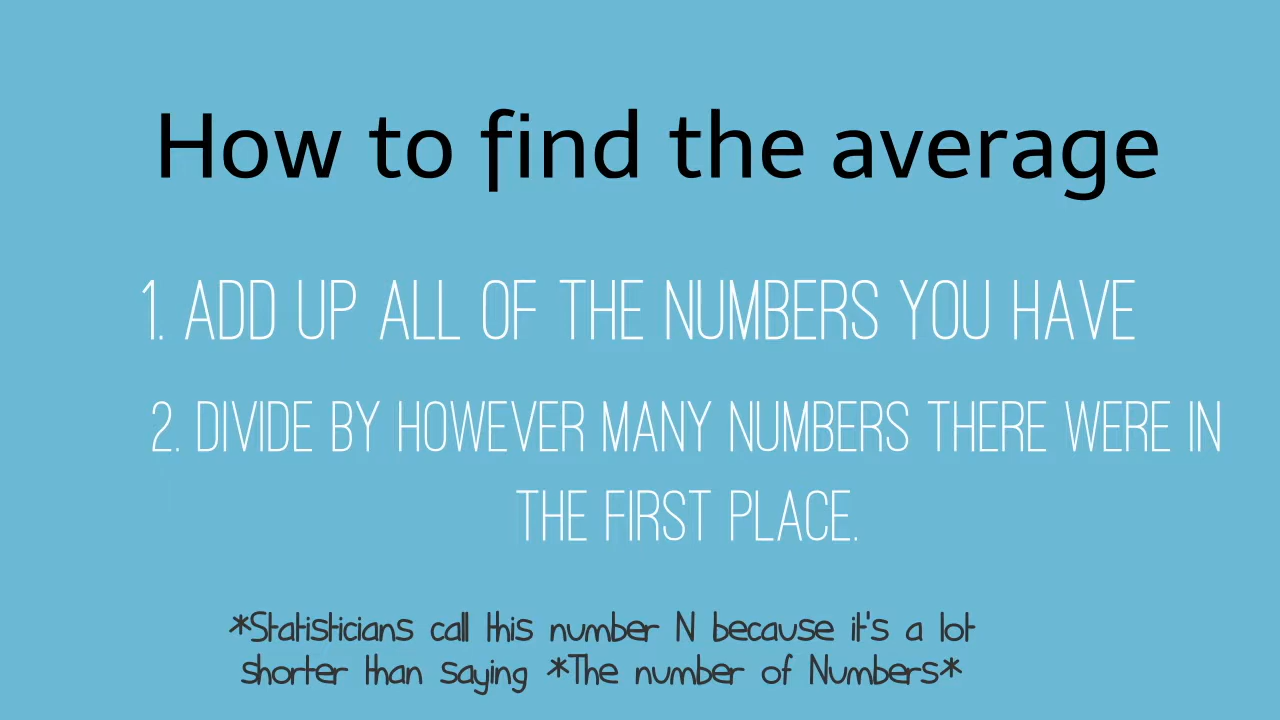 How to find the average
1. ADD UP ALL OF THE NUMBERS YOU HAVE
2. DIVIDE BY HOWEVER MANY NUMBERS THERE WERE IN
THE FIRST PLACE.
*Statisticians call this number N because it's a lot
shorter than saying *The number of Numbers*